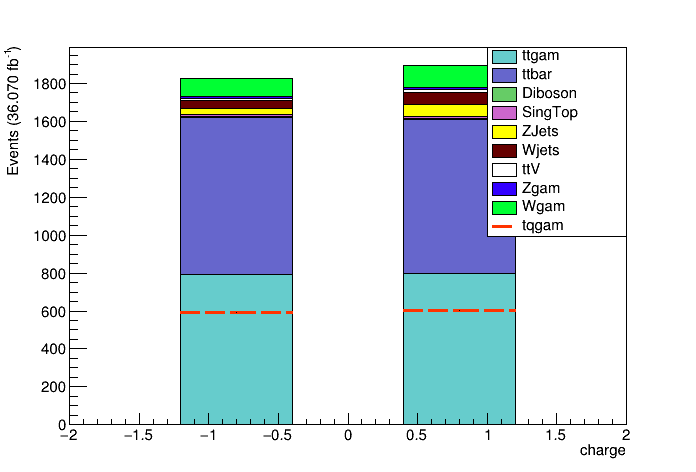 Events (36.070 fb⁻¹)
1800
1600
1400
1200
1000
800
600
400
200
0
−2
−1.5
−1
−0.5
0
0.5
1
1.5
2
charge
ttgam
ttbar
Diboson
SingTop
ZJets
Wjets
ttV
Zgam
Wgam
tqgam